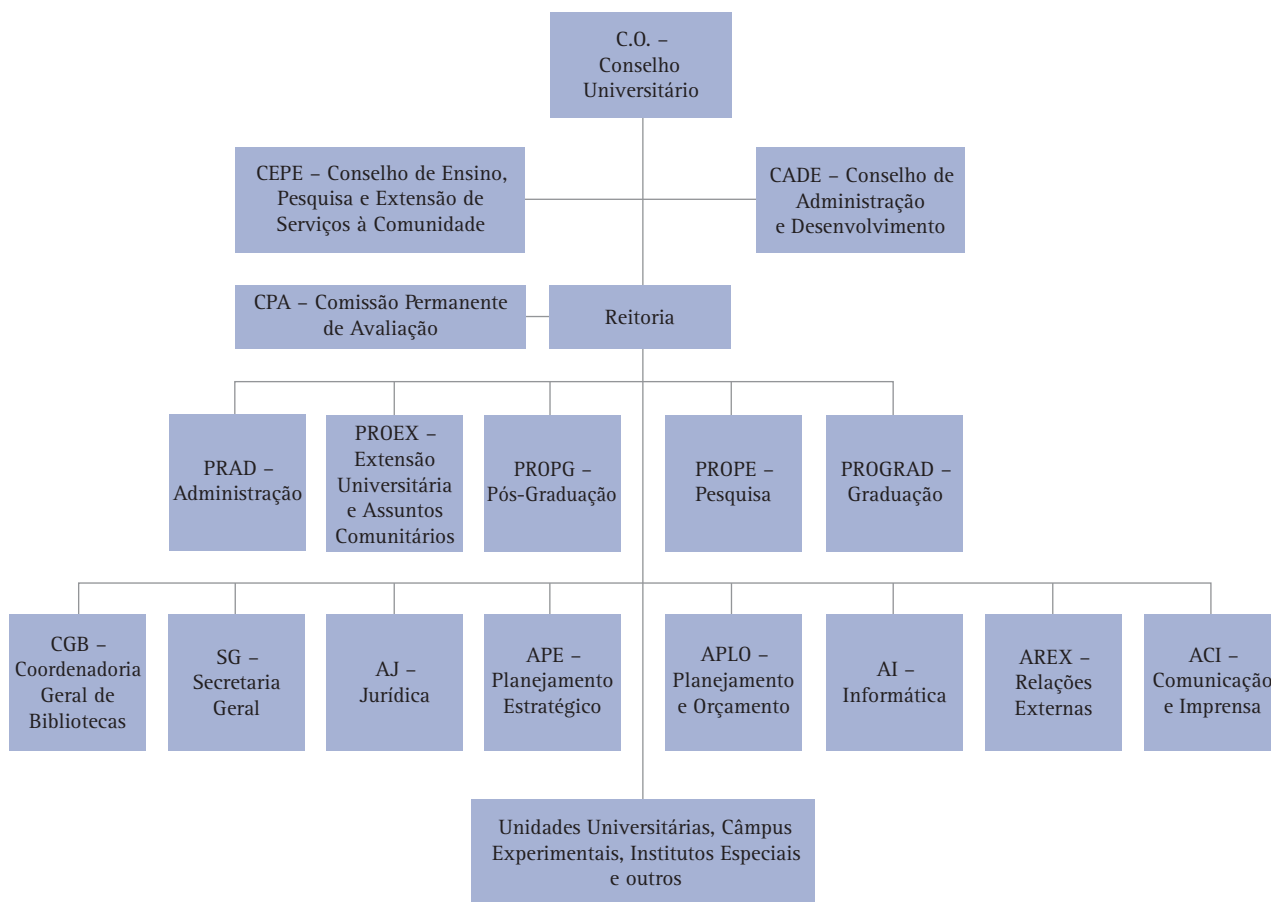 C.O. –
Conselho
Universitário
CEPE – Conselho de Ensino,
Pesquisa e Extensão de
Serviços à Comunidade
CADE – Conselho de
Administração
e Desenvolvimento
CPA – Comissão Permanente
de Avaliação
Reitoria
PRAD –
Administração
PROEX –
Extensão
Universitária
e Assuntos
Comunitários
PROPG –
Pós-Graduação
PROPE –
Pesquisa
PROGRAD –
Graduação
CGB –
Coordenadoria
Geral de
Bibliotecas
SG –
Secretaria
Geral
AJ –
Jurídica
APE –
Planejamento
Estratégico
APLO –
Planejamento
e Orçamento
AI –
Informática
AREX –
Relações
Externas
ACI –
Comunicação
e Imprensa
Unidades Universitárias, Câmpus
Experimentais, Institutos Especiais
e outros